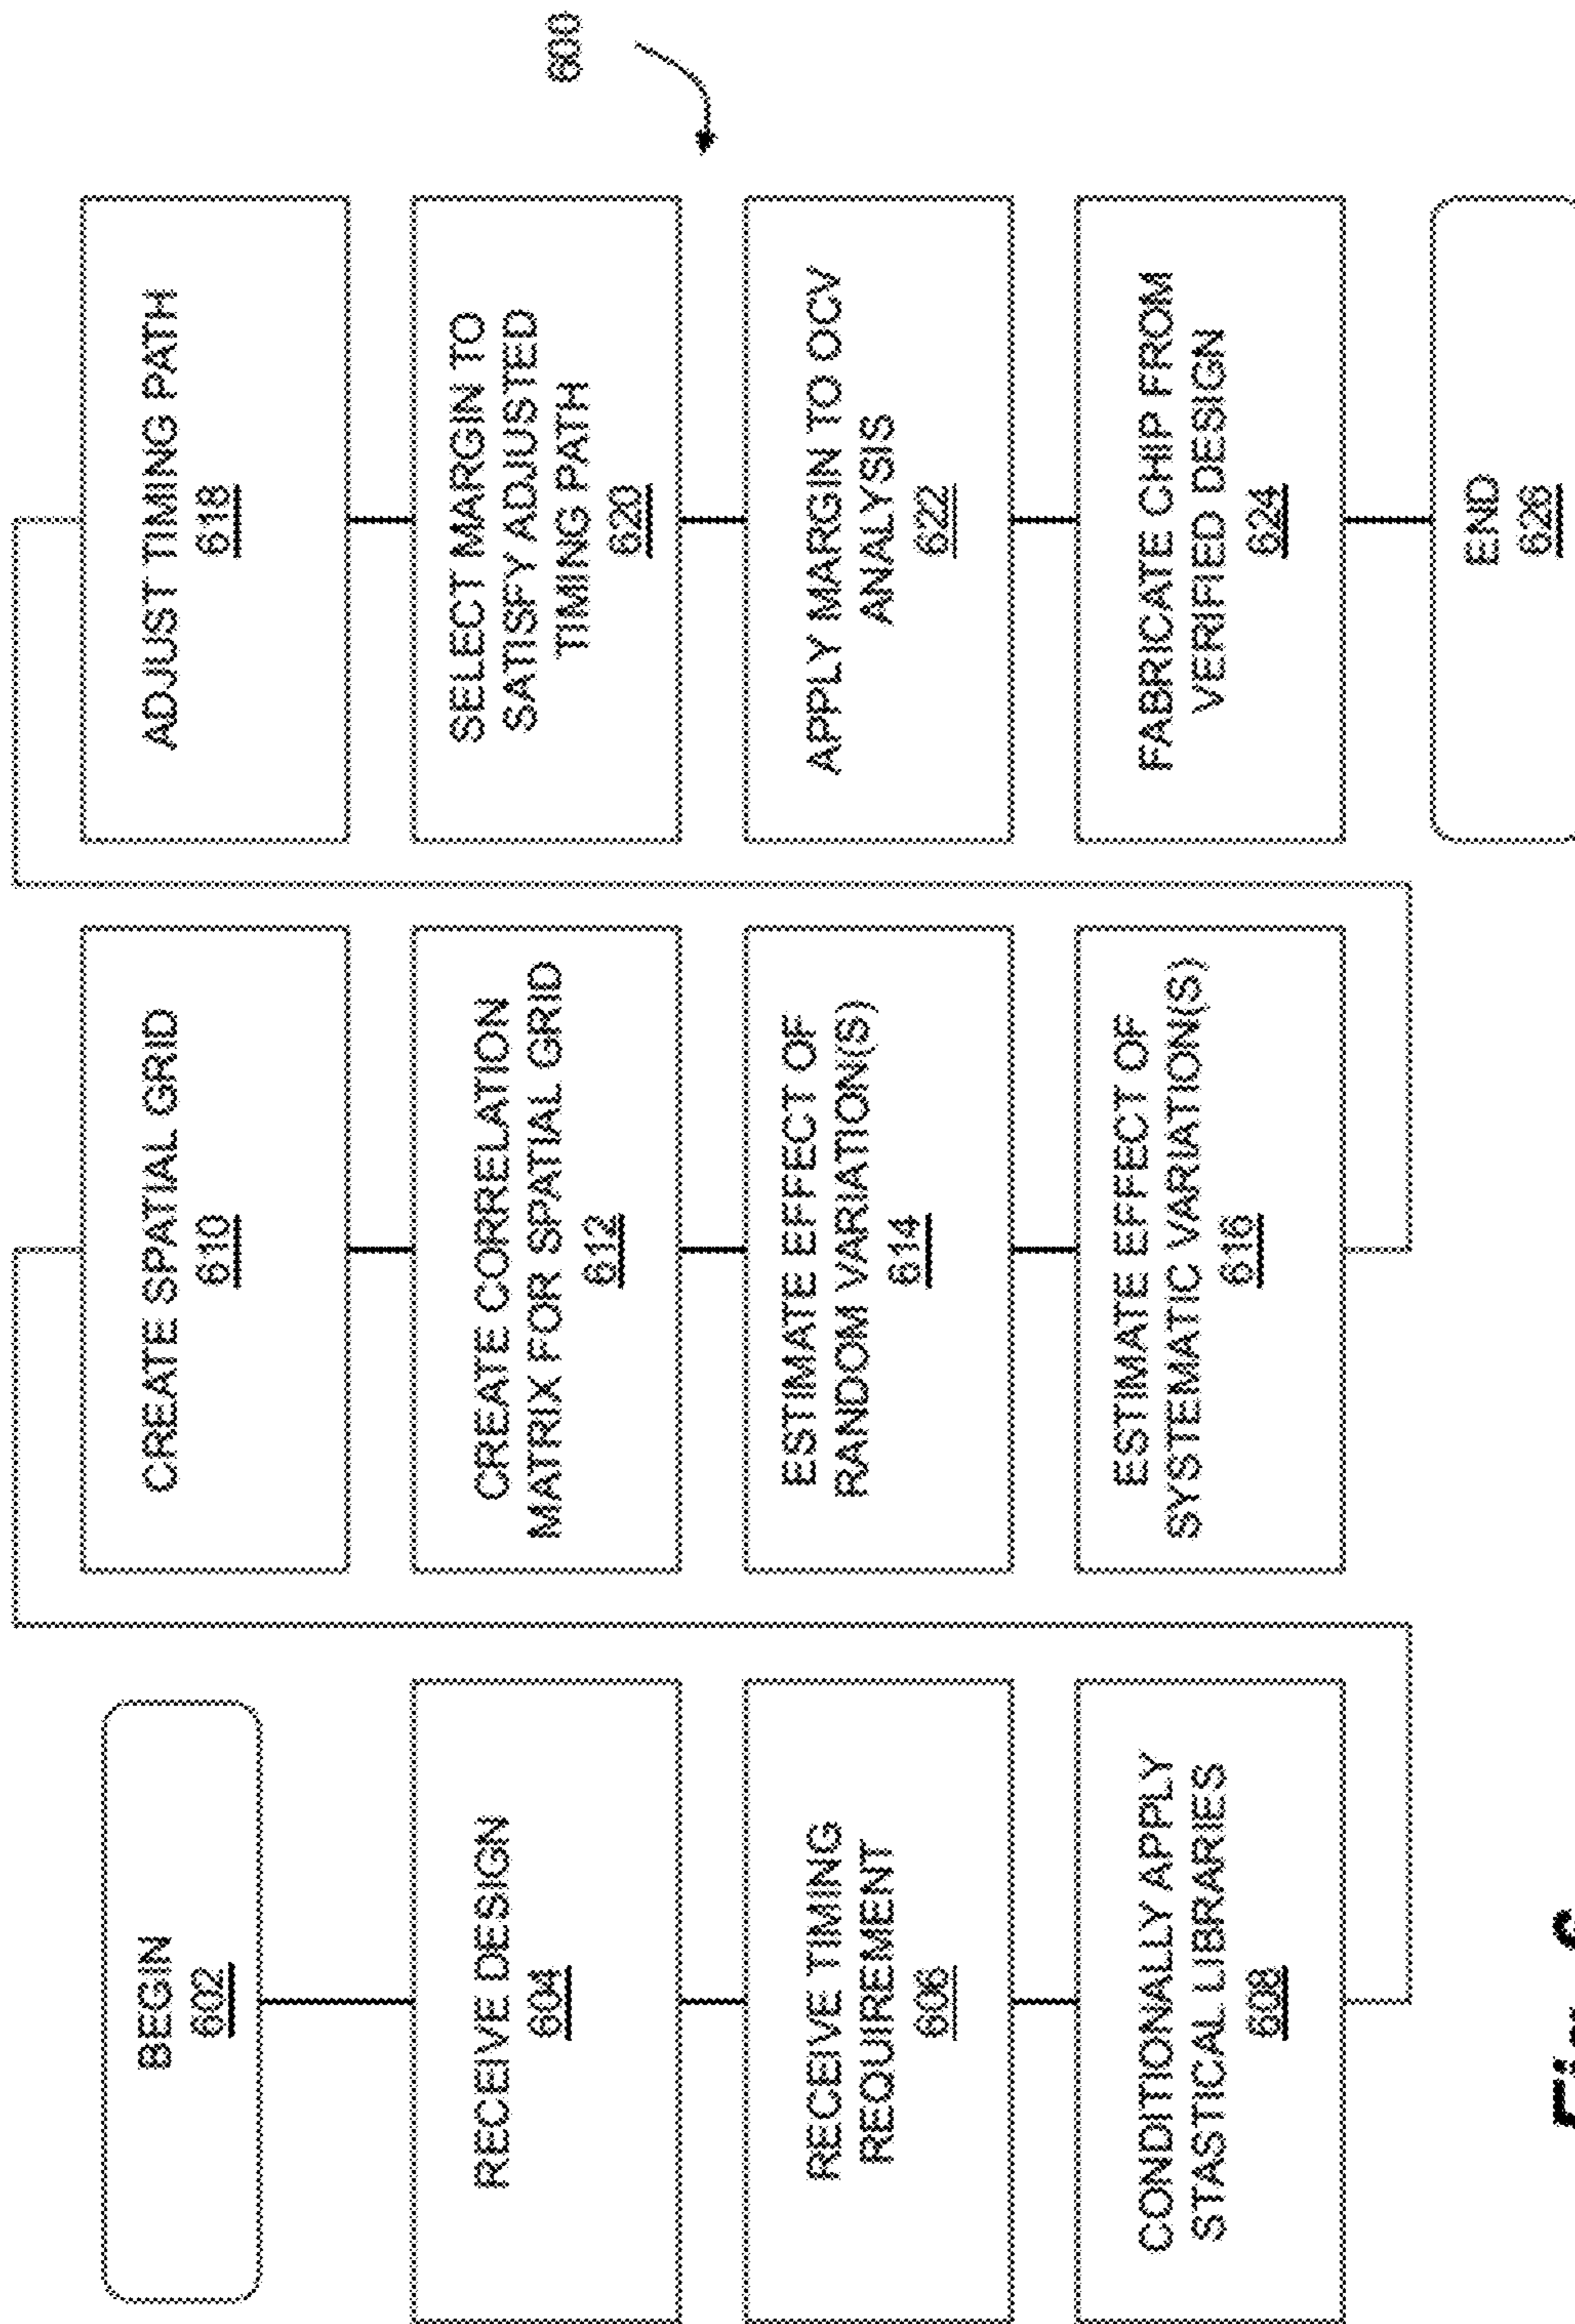 BEGIN
602
RECEIVE DESIGN
604
RECEIVE TIMING
REQUIREMENT
606
CONDITIONALLY APPLY
STASTICAL LIBRARIES
608
CREATE SPATIAL GRID
610
CREATE CORRELATION
MATRIX FOR SPATIAL GRID
612
ESTIMATE EFFECT OF
RANDOM VARIATION(S)
614
ESTIMATE EFFECT OF
SYSTEMATIC VARIATION(S)
616
ADJUST TIMING PATH
618
SELECT MARGIN TO
SATISFY ADJUSTED
TIMING PATH
620
APPLY MARGIN TO OCV
ANALYSIS
622
FABRICATE CHIP FROM
VERIFIED DESIGN
624
END
626
600